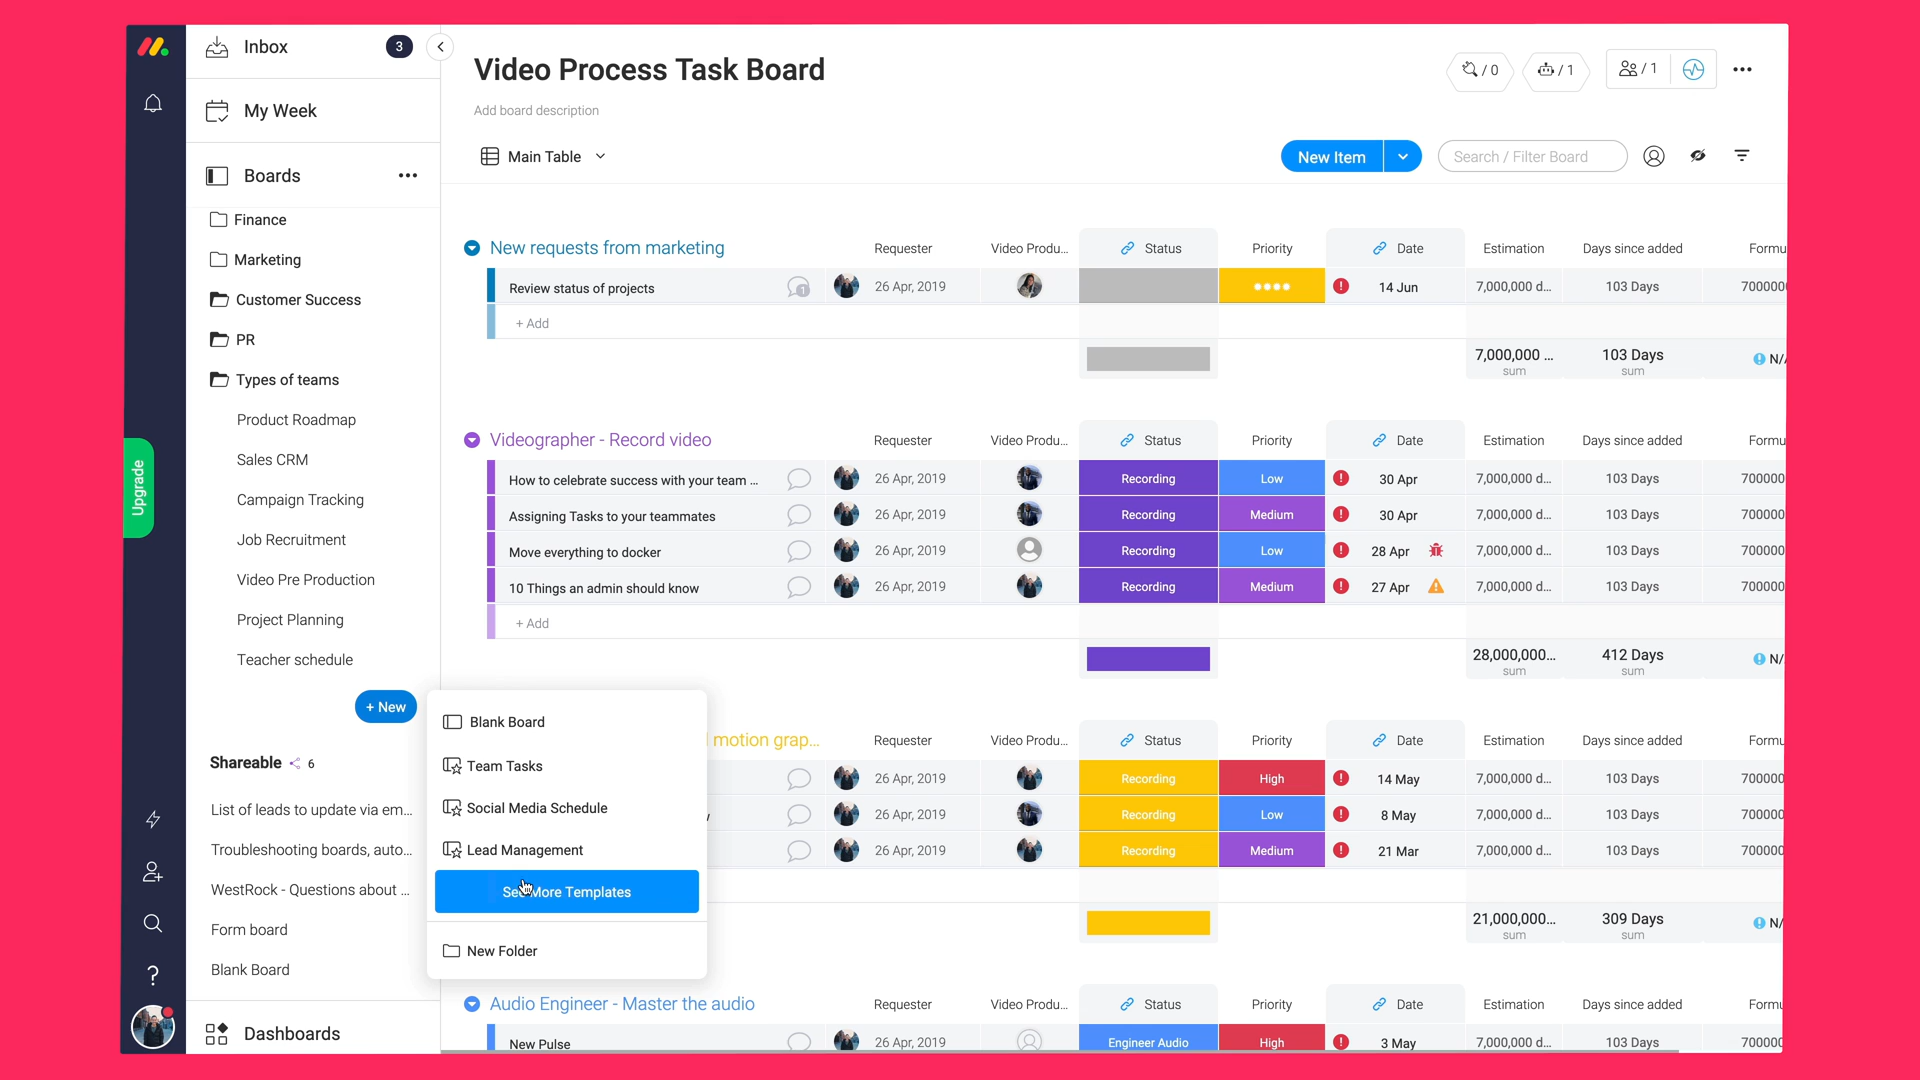 Inbox
3
My Week
Boards
Finance
Marketing
Customer Success
PR
Types of teams
Product Roadmap
Sales CRM
Campaign Tracking
Job Recruitment
Video Pre Production
Project Planning
Teacher schedule
+ New
Shareable 6
List of leads to update via em...
Troubleshooting boards, auto...
WestRock - Questions about ...
Form board
Blank Board
Dashboards
Upgrade
?
Blank Board
Team Tasks
Social Media Schedule
Lead Management
See More Templates
New Folder
Video Process Task Board
/ 0
/ 1
/ 1
Add board description
Main Table
New Item
Search / Filter Board
New requests from marketing Requester Video Produ... Status Priority Date Estimation Days since added Formu
Review status of projects 1 26 Apr, 2019 ! 14 Jun 7,000,000 d... 103 Days 700000
+ Add
7,000,000 ... 103 Days N/
sum sum
Videographer - Record video Requester Video Produ... Status Priority Date Estimation Days since added Formu
How to celebrate success with your team ... 26 Apr, 2019 Recording Low ! 30 Apr 7,000,000 d... 103 Days 700000
Assigning Tasks to your teammates 26 Apr, 2019 Recording Medium ! 30 Apr 7,000,000 d... 103 Days 700000
Move everything to docker 26 Apr, 2019 Recording Low ! 28 Apr 7,000,000 d... 103 Days 700000
10 Things an admin should know 26 Apr, 2019 Recording Medium ! 27 Apr 7,000,000 d... 103 Days 700000
+ Add
28,000,000... 412 Days N/
sum sum
motion grap... Requester Video Produ... Status Priority Date Estimation Days since added Formu
26 Apr, 2019 Recording High ! 14 May 7,000,000 d... 103 Days 700000
26 Apr, 2019 Recording Low ! 8 May 7,000,000 d... 103 Days 700000
26 Apr, 2019 Recording Medium ! 21 Mar 7,000,000 d... 103 Days 700000
21,000,000... 309 Days N/
sum sum
Audio Engineer - Master the audio Requester Video Produ... Status Priority Date Estimation Days since added Formu
New Pulse 26 Apr, 2019 Engineer Audio High ! 3 May 7,000,000 d... 103 Days 700000